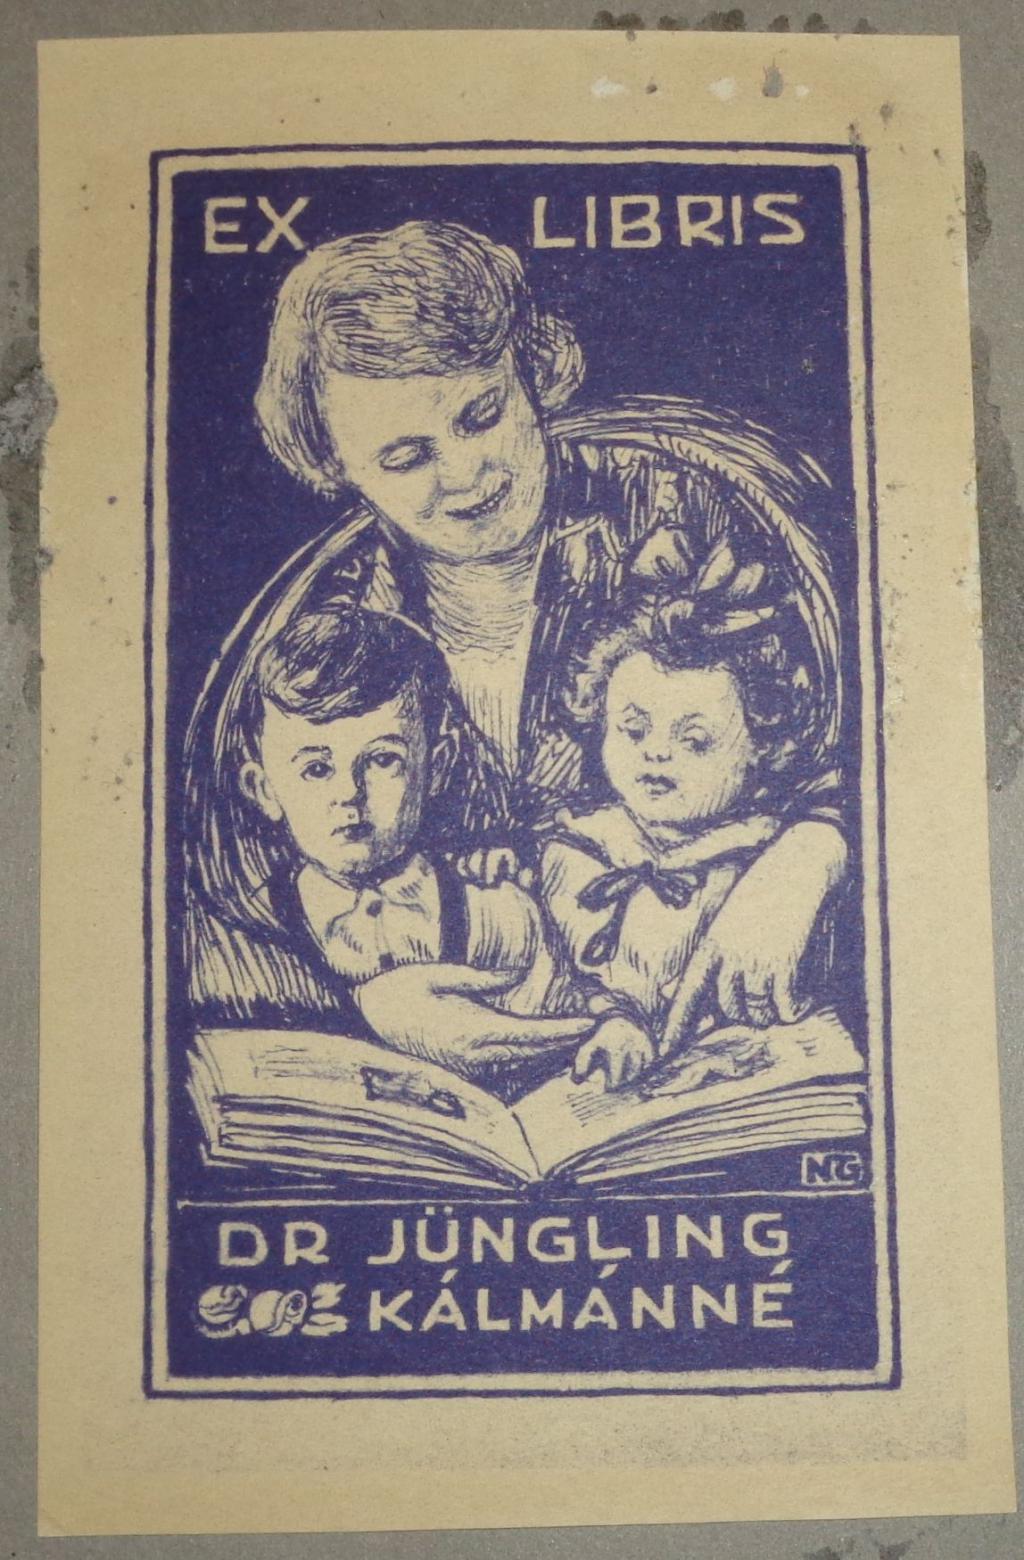 EX LIBRIS
NG
DR JÜNGLING
KÁLMÁNNÉ